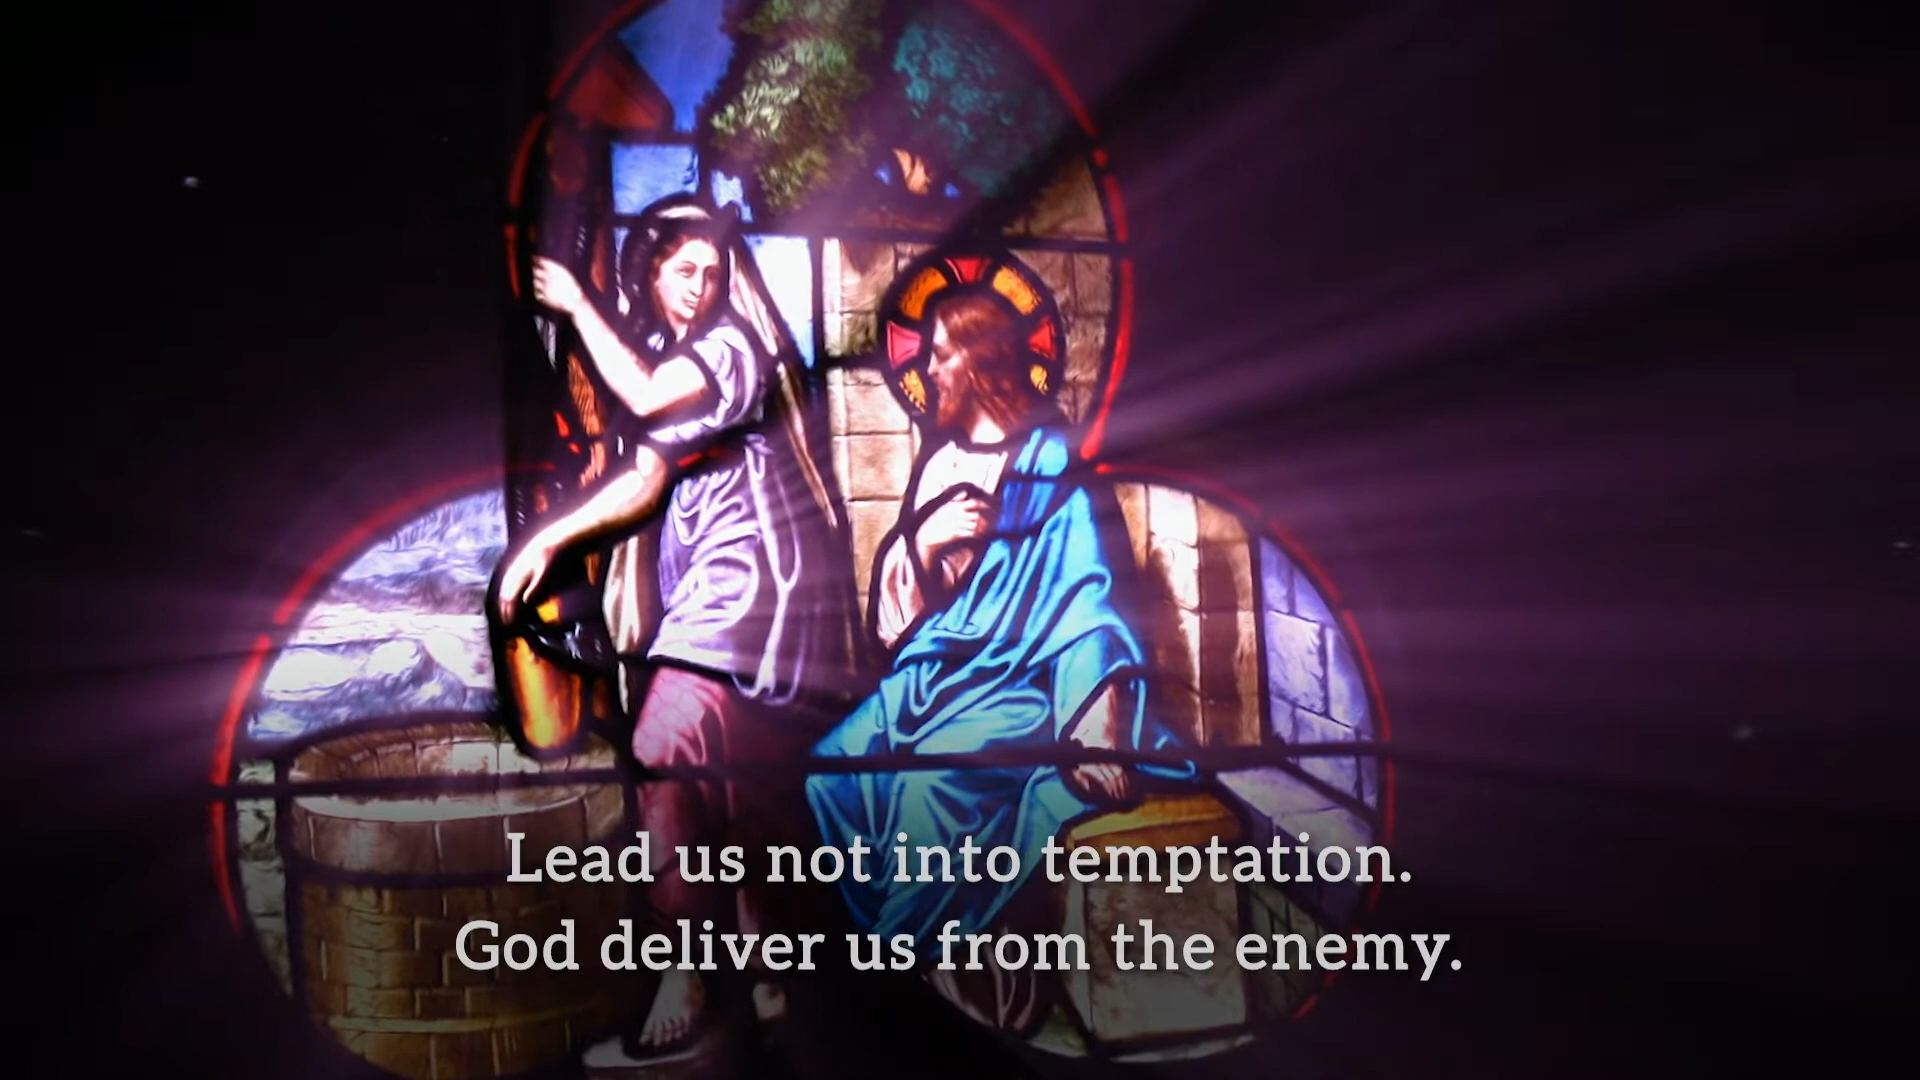 Lead us not into temptation.
God deliver us from the enemy.